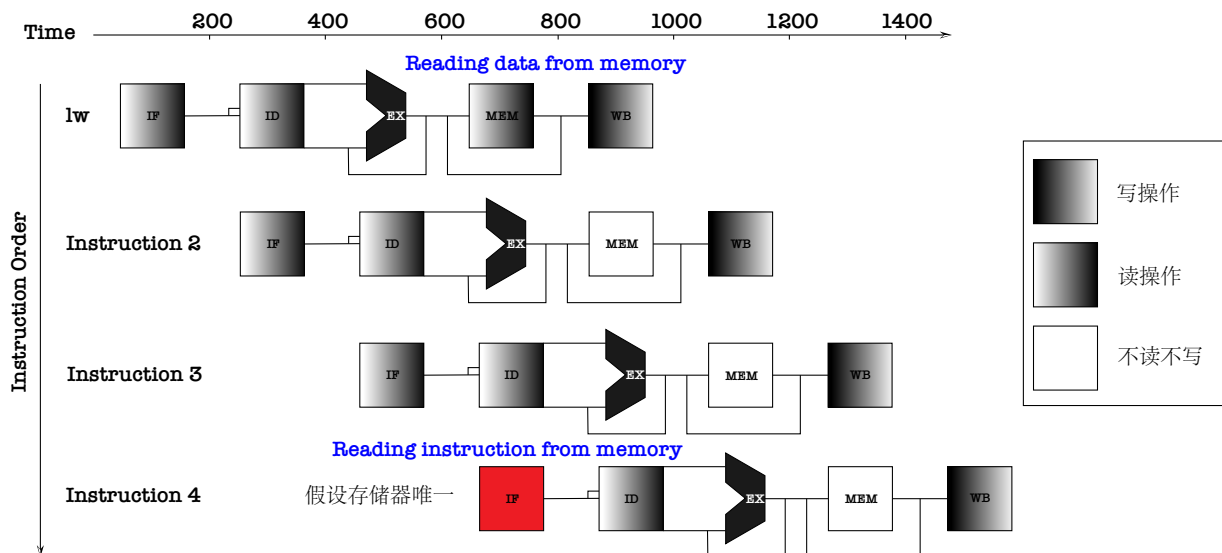 Time 200 400 600 800 1000 1200 1400
Reading data from memory
lw IF ID EX MEM WB
写操作
Instruction 2 IF ID EX MEM WB
读操作
Instruction Order
不读不写
Instruction 3 IF ID EX MEM WB
Reading instruction from memory
Instruction 4 假设存储器唯一 IF ID EX MEM WB